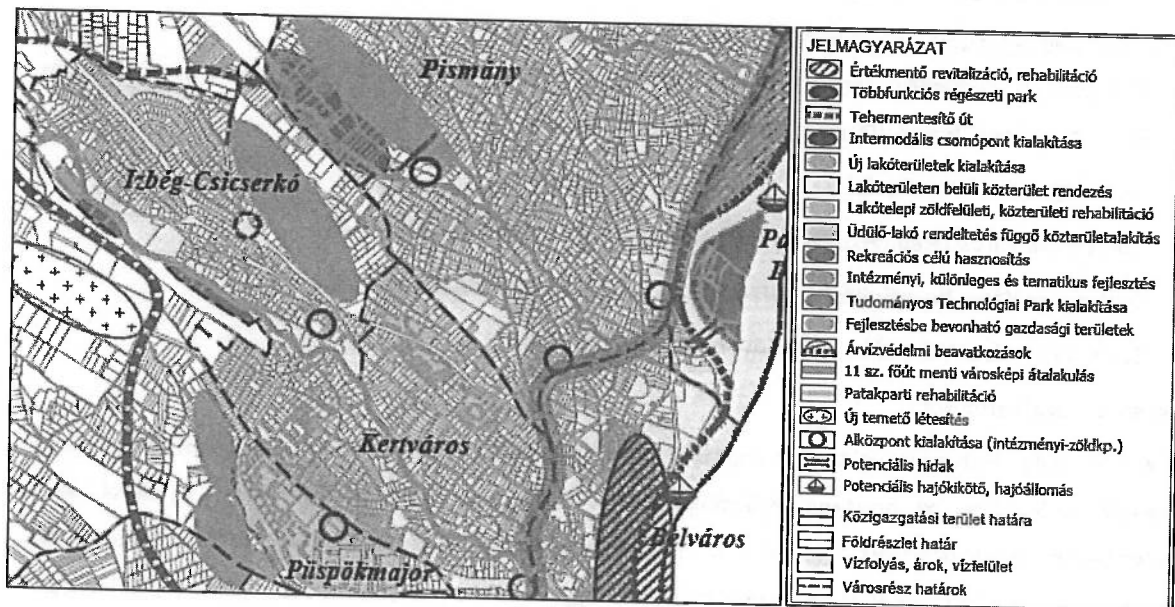 Pismány
Izbég-Csicserkó
Kertváros
Püspökmajor
Belváros
JELMAGYARÁZAT
Értékmentő revitalizáció, rehabilitáció
Többfunkciós régészeti park
Tehermentesítő út
Intermodális csomópont kialakítása
Új lakóterületek kialakítása
Lakóterületen belüli közterület rendezés
Lakótelepi zöldfelületi, közterületi rehabilitáció
Üdülő-lakó rendeltetés függő közterületalakítás
Rekreációs célú hasznosítás
Intézményi, különleges és tematikus fejlesztés
Tudományos Technológiai Park kialakítása
Fejlesztésbe bevonható gazdasági területek
Árvízvédelmi beavatkozások
11 sz. főút menti városképi átalakulás
Patakparti rehabilitáció
Új temető létesítés
Alközpont kialakítása (intézményi-zöldkp.)
Potenciális hidak
Potenciális hajókikötő, hajóállomás
Közigazgatási terület határa
Földrészlet határ
Vízfolyás, árok, vízfelület
Városrész határok